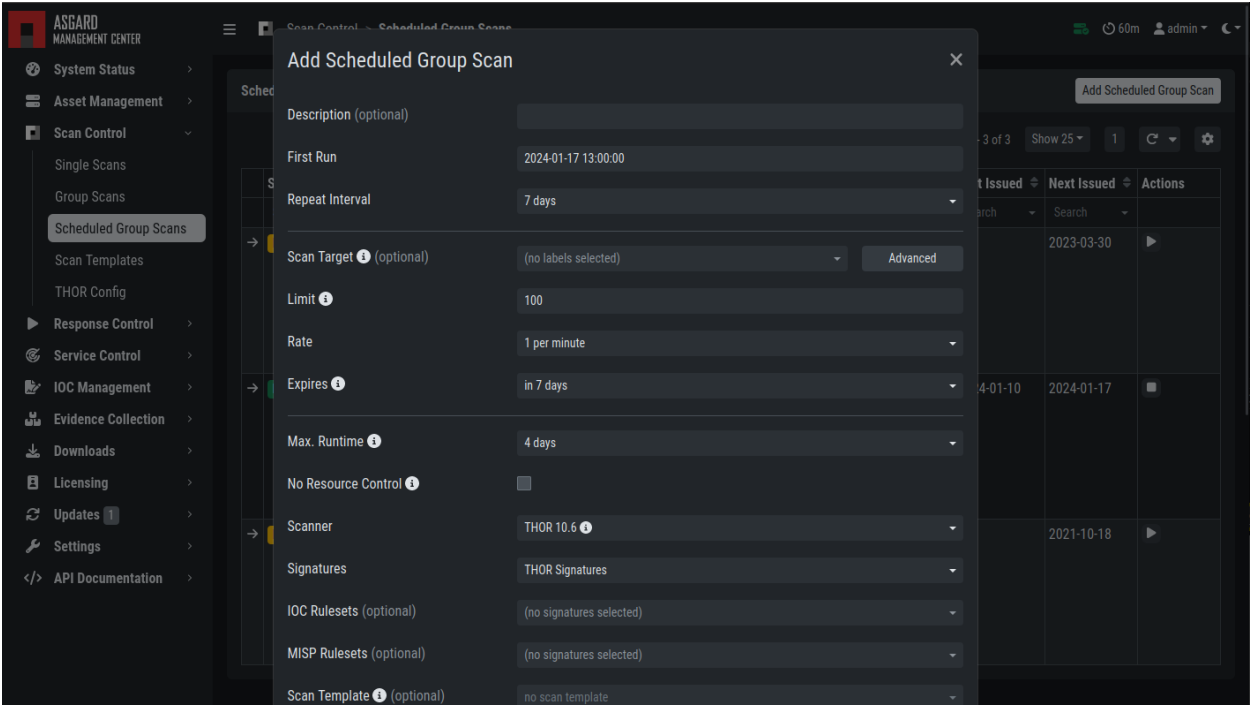 ASGARD
MANAGEMENT CENTER
Scan Control > Scheduled Group Scans
60m
admin
System Status
Asset Management
Scan Control
Single Scans
Group Scans
Scheduled Group Scans
Scan Templates
THOR Config
Response Control
Service Control
IOC Management
Evidence Collection
Downloads
Licensing
Updates 1
Settings
API Documentation
Sched
Add Scheduled Group Scan
3 of 3 Show 25 1
S
t Issued Next Issued Actions
arch Search
2023-03-30
4-01-10 2024-01-17
2021-10-18
Add Scheduled Group Scan
Description (optional)
First Run 2024-01-17 13:00:00
Repeat Interval 7 days
Scan Target (optional) (no labels selected) Advanced
Limit 100
Rate 1 per minute
Expires in 7 days
Max. Runtime 4 days
No Resource Control
Scanner THOR 10.6
Signatures THOR Signatures
IOC Rulesets (optional) (no signatures selected)
MISP Rulesets (optional) (no signatures selected)
Scan Template (optional) no scan template